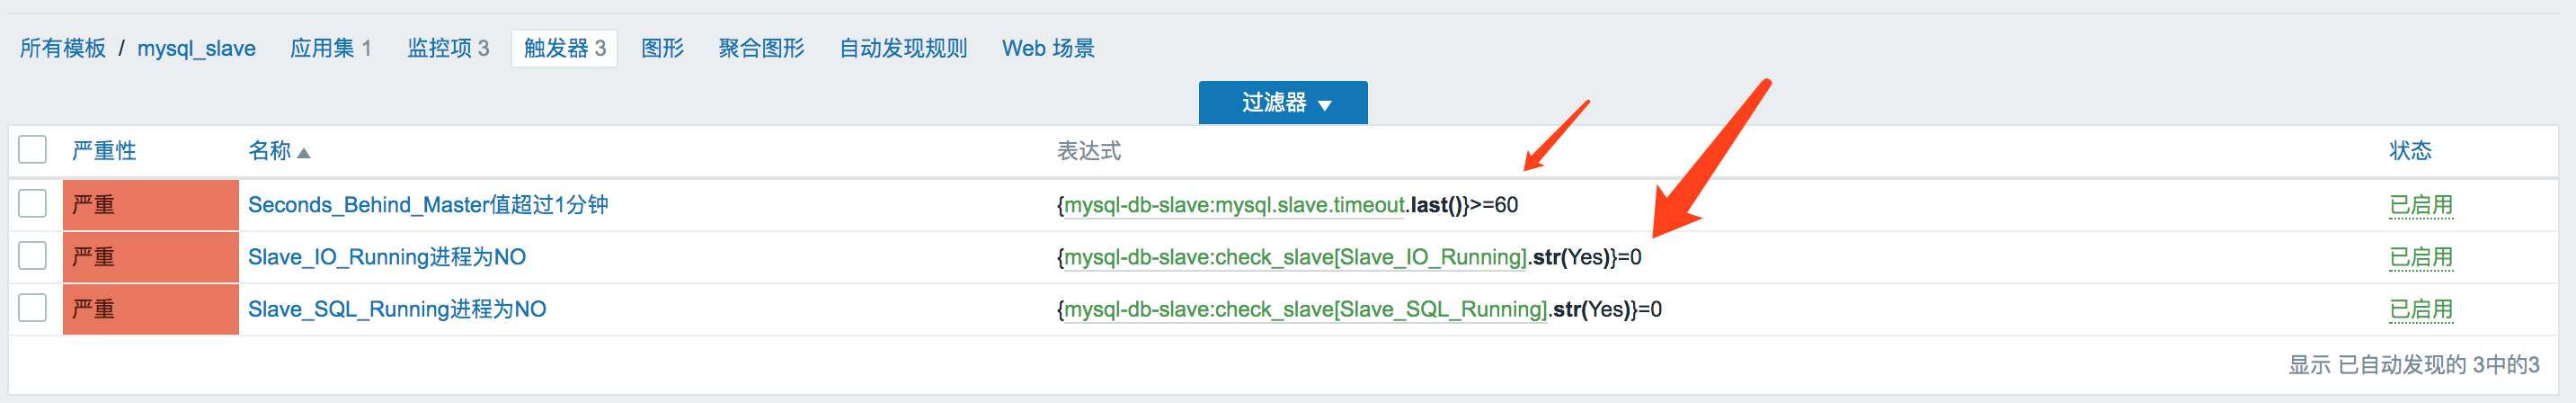 所有模板 / mysql_slave 应用集 1 监控项 3 触发器 3 图形 聚合图形 自动发现规则 Web 场景
过滤器
严重性 名称 表达式 状态
严重 Seconds_Behind_Master值超过1分钟 {mysql-db-slave:mysql.slave.timeout.last()}>=60 已启用
严重 Slave_IO_Running进程为NO {mysql-db-slave:check_slave[Slave_IO_Running].str(Yes)}=0 已启用
严重 Slave_SQL_Running进程为NO {mysql-db-slave:check_slave[Slave_SQL_Running].str(Yes)}=0 已启用
显示 已自动发现的 3中的3